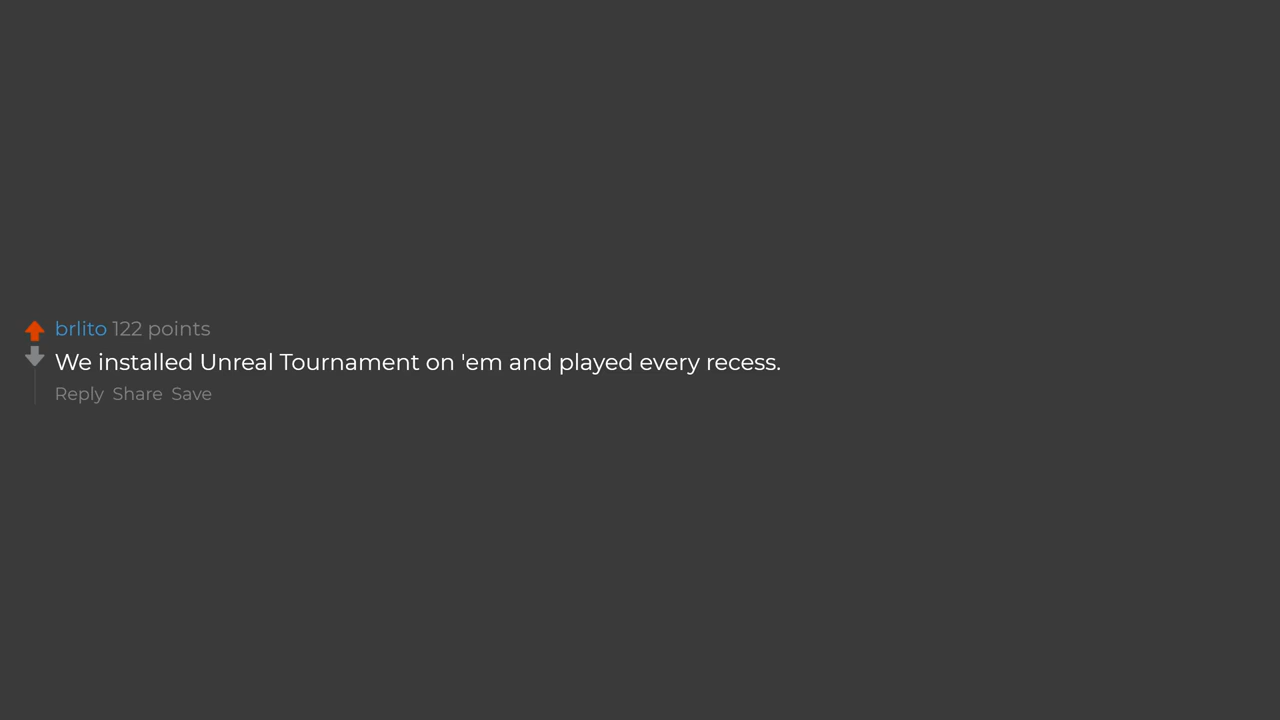 brlito 122 points
We installed Unreal Tournament on 'em and played every recess.
Reply Share Save